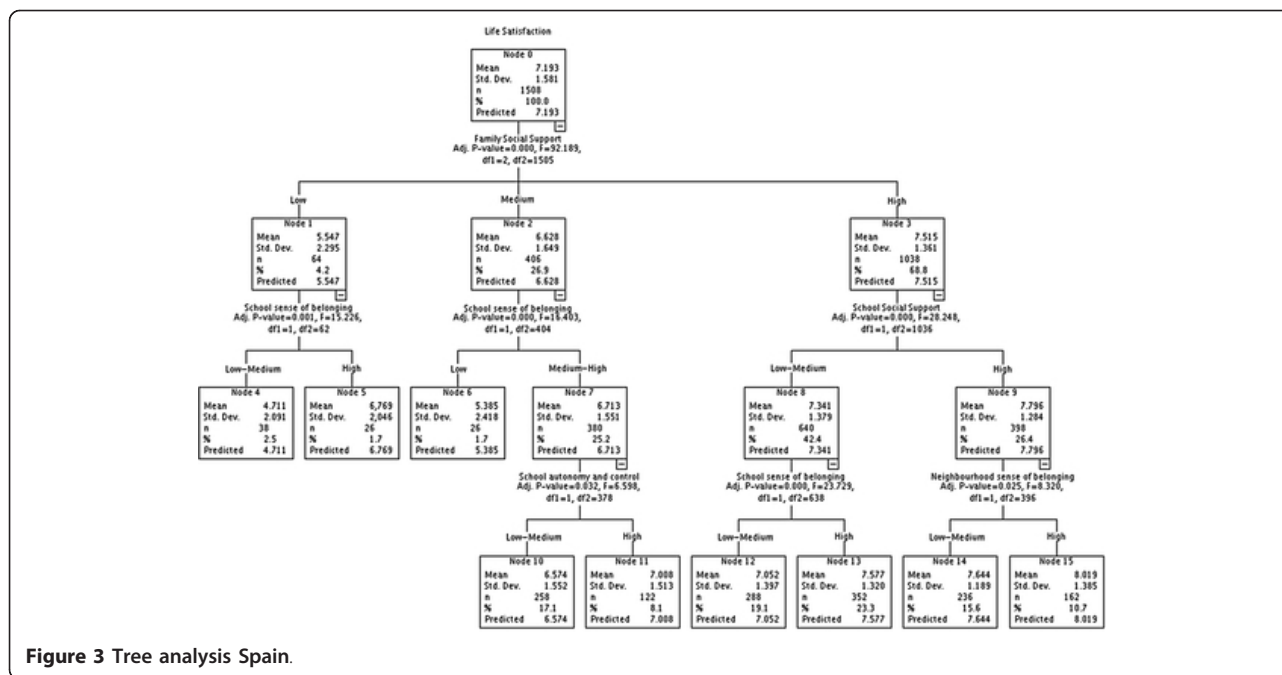 Life Satisfaction
Node 0
Mean 7.193
Std. Dev. 1.581
n 1508
% 100.0
Predicted 7.193
Family Social Support
Adj. P-value=0.000, F=92.189,
df1=2, df2=1505
Low
Medium
High
Node 1
Mean 5.547
Std. Dev. 2.295
n 64
% 4.2
Predicted 5.547
Node 2
Mean 6.628
Std. Dev. 1.649
n 406
% 26.9
Predicted 6.628
Node 3
Mean 7.515
Std. Dev. 1.361
n 1038
% 68.8
Predicted 7.515
School sense of belonging
Adj. P-value=0.001, F=15.226,
df1=1, df2=62
School sense of belonging
Adj. P-value=0.000, F=16.403,
df1=1, df2=404
School Social Support
Adj. P-value=0.000, F=28.248,
df1=1, df2=1036
Low-Medium
High
Low
Medium-High
Low-Medium
High
Node 4
Mean 4.711
Std. Dev. 2.091
n 38
% 2.5
Predicted 4.711
Node 5
Mean 6,769
Std. Dev. 2,046
n 26
% 1.7
Predicted 6.769
Node 6
Mean 5.385
Std. Dev. 2.418
n 26
% 1.7
Predicted 5.385
Node 7
Mean 6.713
Std. Dev. 1.551
n 380
% 25.2
Predicted 6.713
Node 8
Mean 7.341
Std. Dev. 1.379
n 640
% 42.4
Predicted 7.341
Node 9
Mean 7.796
Std. Dev. 1.284
n 398
% 26.4
Predicted 7.796
School autonomy and control
Adj. P-value=0.032, F=6.598,
df1=1, df2=378
School sense of belonging
Adj. P-value=0.000, F=23.729,
df1=1, df2=638
Neighbourhood sense of belonging
Adj. P-value=0.025, F=8.320,
df1=1, df2=396
Low-Medium
High
Low-Medium
High
Low-Medium
High
Node 10
Mean 6.574
Std. Dev. 1.552
n 258
% 17.1
Predicted 6.574
Node 11
Mean 7.008
Std. Dev. 1.513
n 122
% 8.1
Predicted 7.008
Node 12
Mean 7.052
Std. Dev. 1.397
n 288
% 19.1
Predicted 7.052
Node 13
Mean 7.577
Std. Dev. 1.320
n 352
% 23.3
Predicted 7.577
Node 14
Mean 7.644
Std. Dev. 1.189
n 236
% 15.6
Predicted 7.644
Node 15
Mean 8.019
Std. Dev. 1.385
n 162
% 10.7
Predicted 8.019
Figure 3 Tree analysis Spain.